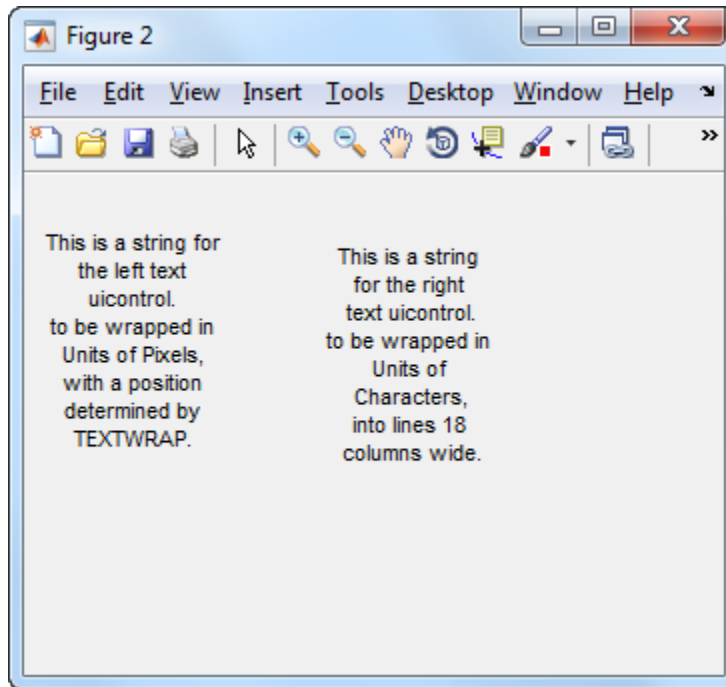 Figure 2
File Edit View Insert Tools Desktop Window Help
This is a string for
the left text
uicontrol.
to be wrapped in
Units of Pixels,
with a position
determined by
TEXTWRAP.
This is a string
for the right
text uicontrol.
to be wrapped in
Units of
Characters,
into lines 18
columns wide.